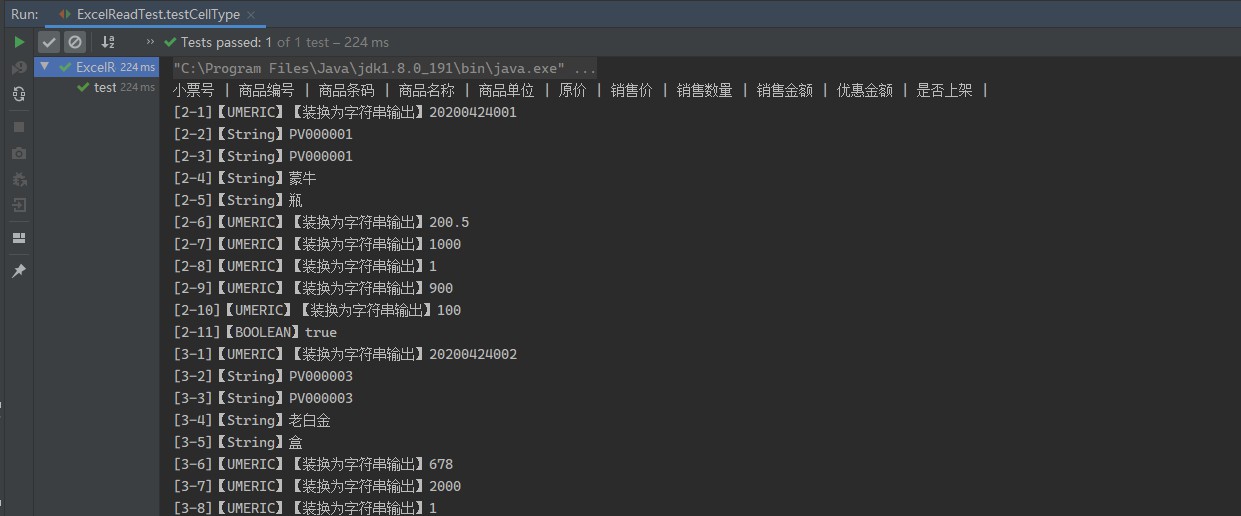 Run: ExcelReadTest.testCellType ×
» Tests passed: 1 of 1 test – 224 ms
ExcelR 224 ms
test 224 ms
"C:\Program Files\Java\jdk1.8.0_191\bin\java.exe" ...
小票号 | 商品编号 | 商品条码 | 商品名称 | 商品单位 | 原价 | 销售价 | 销售数量 | 销售金额 | 优惠金额 | 是否上架 |
[2-1]【UMERIC】【装换为字符串输出】20200424001
[2-2]【String】PV000001
[2-3]【String】PV000001
[2-4]【String】蒙牛
[2-5]【String】瓶
[2-6]【UMERIC】【装换为字符串输出】200.5
[2-7]【UMERIC】【装换为字符串输出】1000
[2-8]【UMERIC】【装换为字符串输出】1
[2-9]【UMERIC】【装换为字符串输出】900
[2-10]【UMERIC】【装换为字符串输出】100
[2-11]【BOOLEAN】true
[3-1]【UMERIC】【装换为字符串输出】20200424002
[3-2]【String】PV000003
[3-3]【String】PV000003
[3-4]【String】老白金
[3-5]【String】盒
[3-6]【UMERIC】【装换为字符串输出】678
[3-7]【UMERIC】【装换为字符串输出】2000
[3-8]【UMERIC】【装换为字符串输出】1